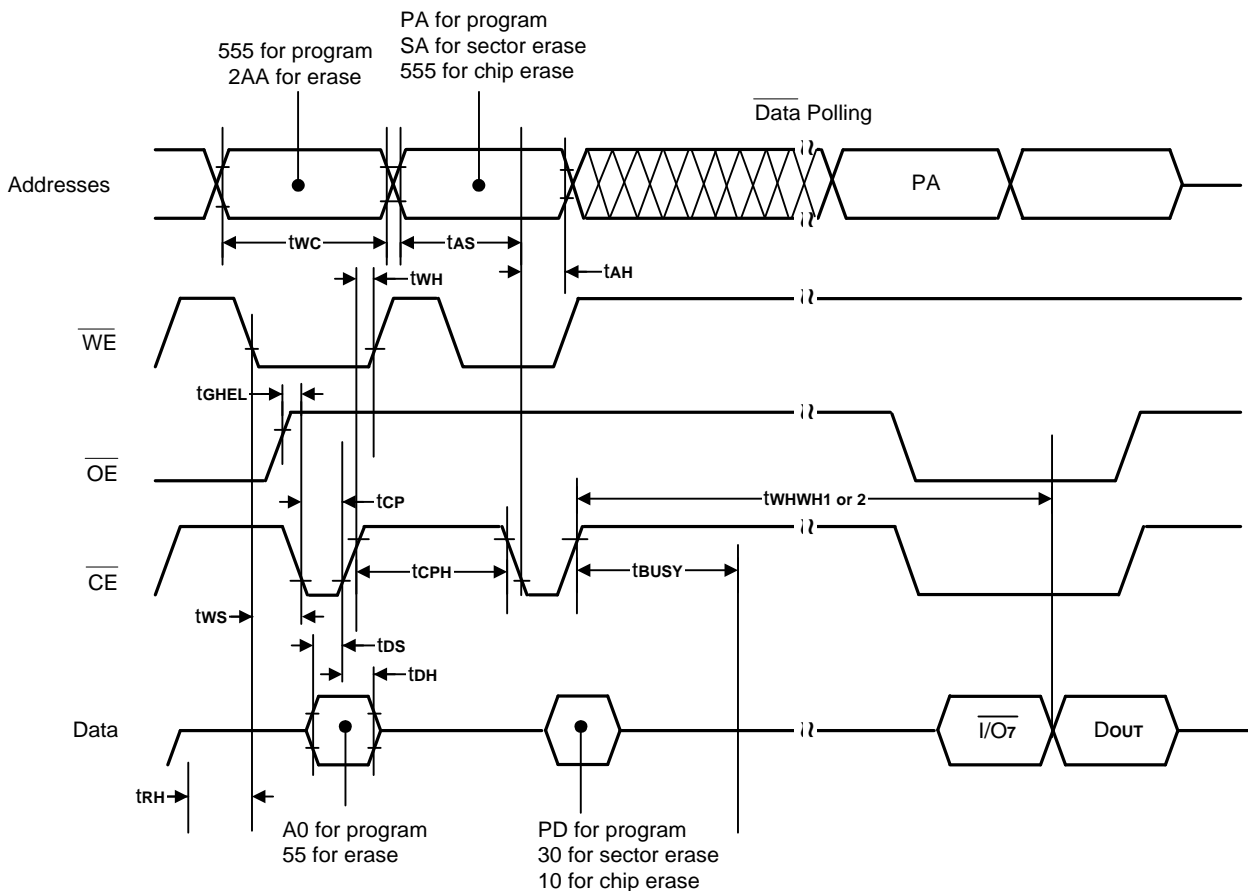 PA for program
SA for sector erase
555 for chip erase
555 for program
2AA for erase
Data Polling
Addresses
PA
tWC
tAS
tWH
tAH
WE
tGHEL
OE
tCP
tWHWH1 or 2
CE
tCPH
tBUSY
tWS
tDS
tDH
Data
I/O7
DOUT
tRH
A0 for program
55 for erase
PD for program
30 for sector erase
10 for chip erase